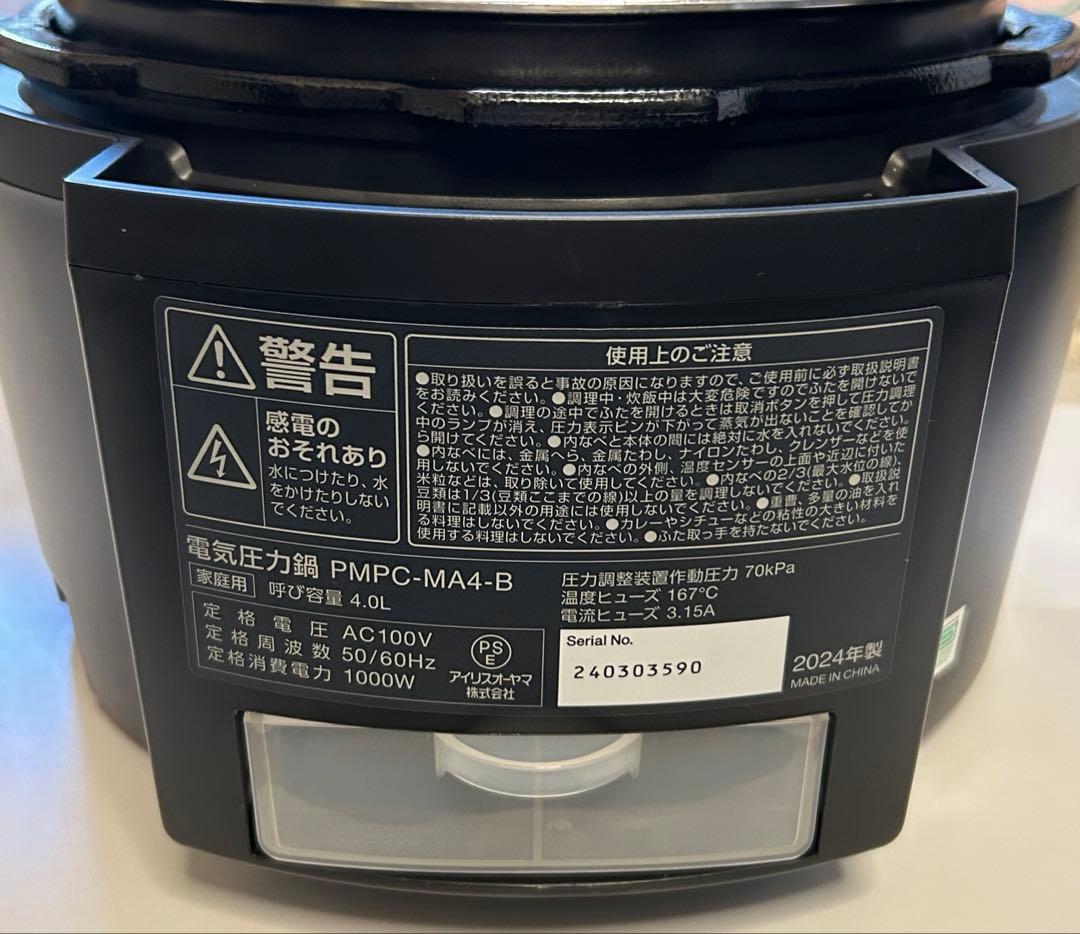 警告
感電の
おそれあり
水につけたり、水
をかけたりしない
でください。
使用上のご注意
●取り扱いを誤ると事故の原因になりますので、ご使用前に必ず取扱説明書
をお読みください。●調理中・炊飯中は大変危険ですのでふたを開けないで
ください。●調理の途中でふたを開けるときは取消ボタンを押して圧力調理
中のランプが消え、圧力表示ピンが下がって蒸気が出ないことを確認してか
ら開けてください。●内なべと本体の間には絶対に水を入れないでください。
●内なべには、金属へら、金属たわし、ナイロンたわし、クレンザーなどを使
用しないでください。●内なべの外側、温度センサーの上面や近辺に付いた
米粒などは、取り除いて使用してください。●内なべの2/3(最大水位の線)、
豆類は1/3(豆類ここまでの線)以上の量を調理しないでください。●取扱説
明書に記載以外の用途には使用しないでください。●重曹、多量の油を入れ
る料理はしないでください。●カレーやシチューなどの粘性の大きい材料を
使用する料理はしないでください。●ふた取っ手を持たないでください。
電気圧力鍋 PMPC-MA4-B
家庭用 呼び容量 4.0L
定格電圧 AC100V
定格周波数 50/60Hz
定格消費電力 1000W
PS
E
アイリスオーヤマ
株式会社
圧力調整装置作動圧力 70kPa
温度ヒューズ 167℃
電流ヒューズ 3.15A
Serial No.
240303590
2024年製
MADE IN CHINA